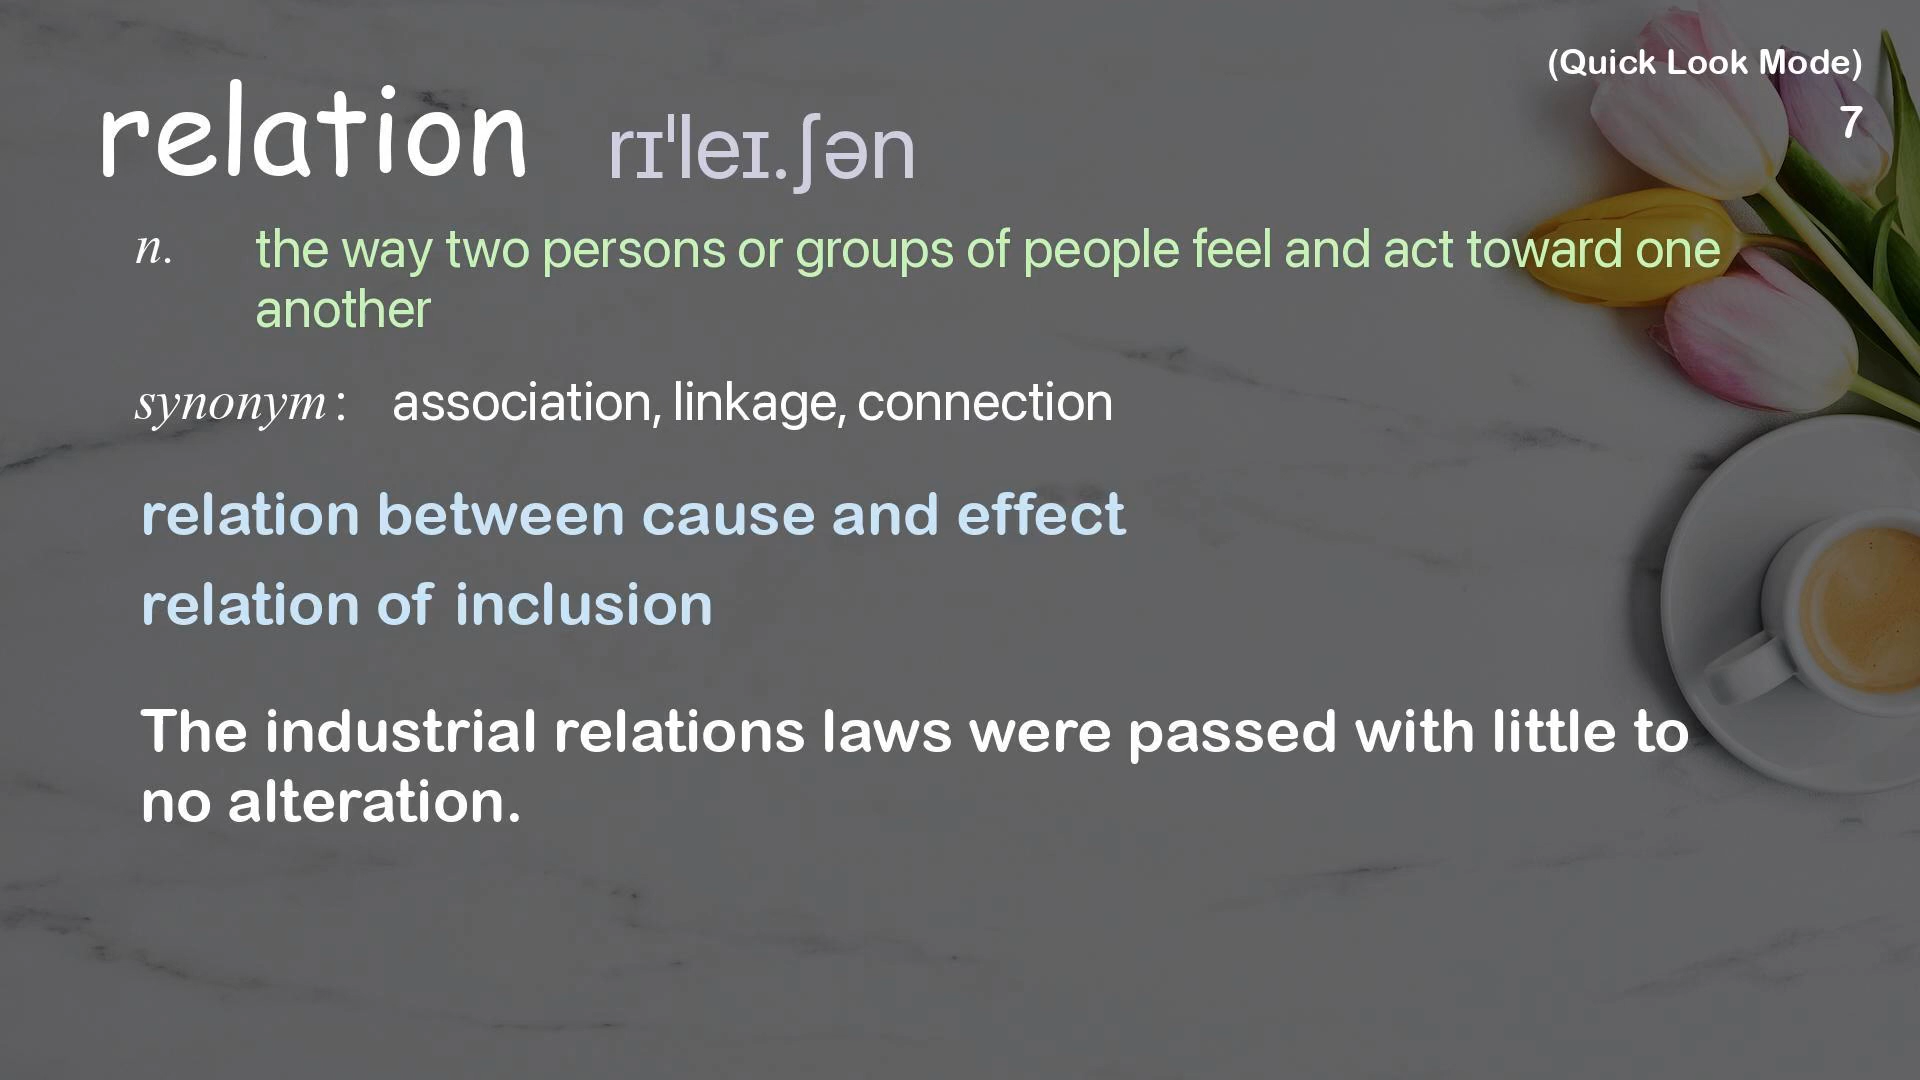 (Quick Look Mode)
7
relation rɪˈleɪ.ʃən
n. the way two persons or groups of people feel and act toward one
another
synonym: association, linkage, connection
relation between cause and effect
relation of inclusion
The industrial relations laws were passed with little to
no alteration.